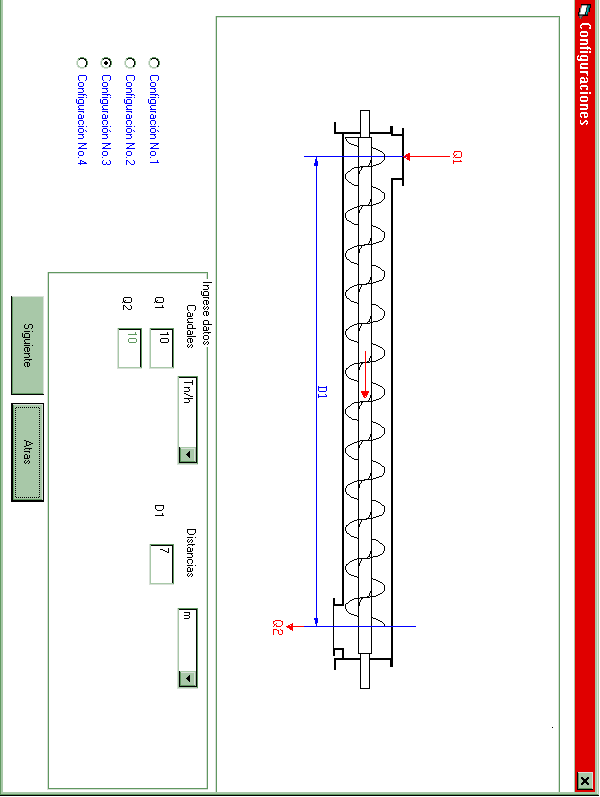 Configuraciones
Q1
D1
Q2
Configuración No.1
Configuración No.2
Configuración No.3
Configuración No.4
Ingrese datos
Caudales
Tn/h
Distancias
m
Q1
10
D1
7
Q2
10
Siguiente
Atras